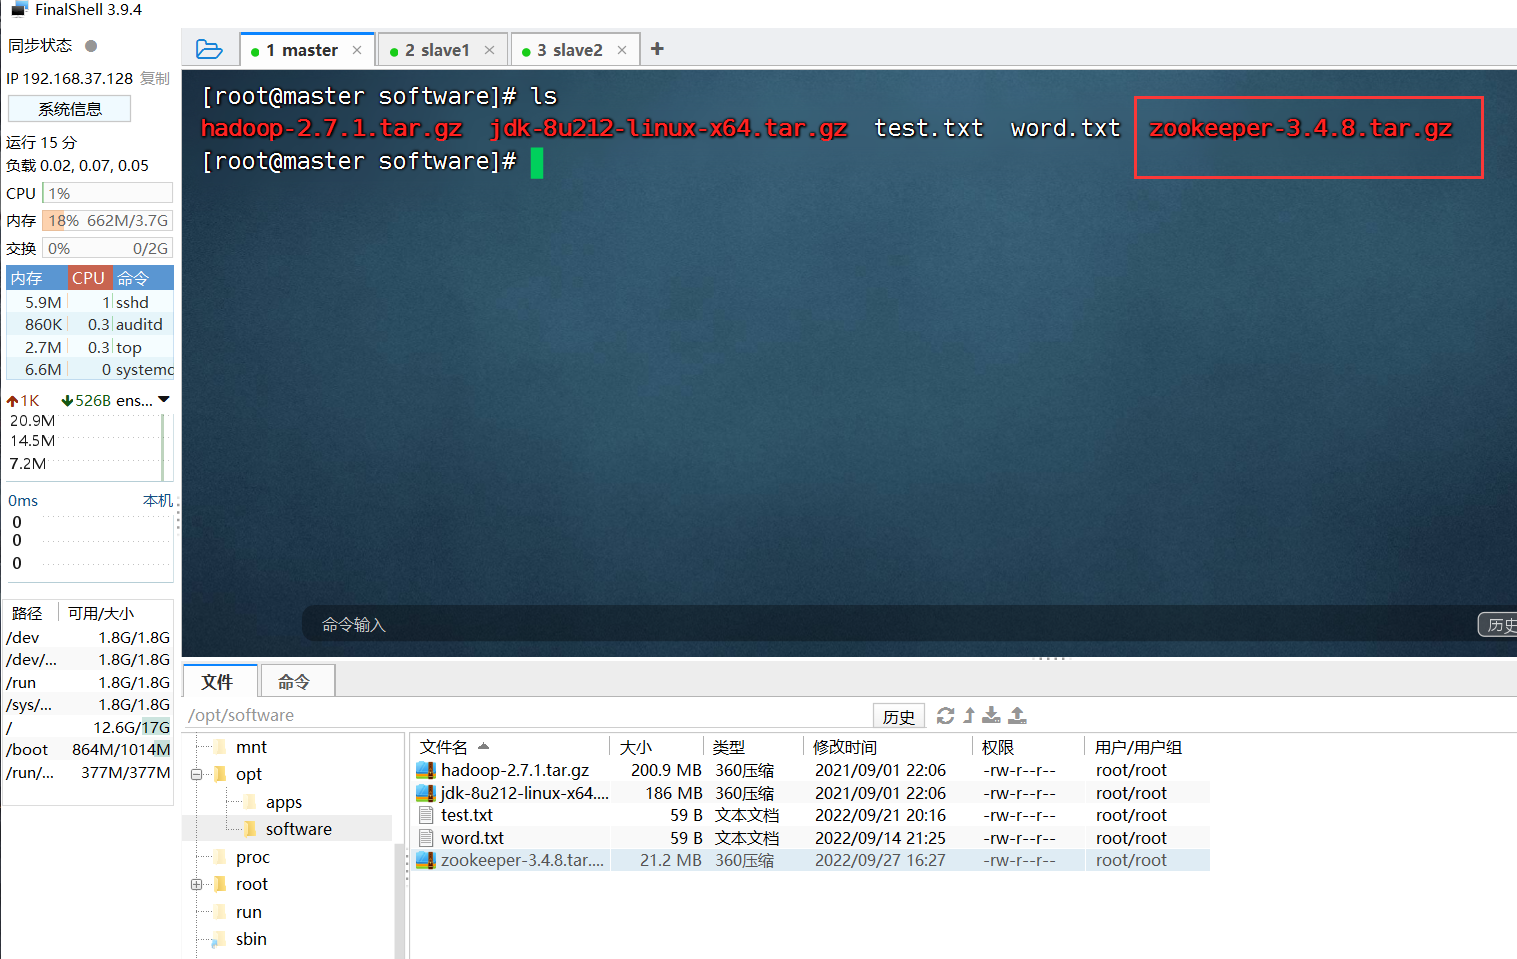 FinalShell 3.9.4
同步状态
IP 192.168.37.128 复制
系统信息
运行 15 分
负载 0.02, 0.07, 0.05
CPU 1%
内存 18% 662M/3.7G
交换 0% 0/2G
内存 CPU 命令
5.9M 1 sshd
860K 0.3 auditd
2.7M 0.3 top
6.6M 0 systemd
1K 526B ens...
20.9M
14.5M
7.2M
0ms 本机
0
0
0
路径 可用/大小
/dev 1.8G/1.8G
/dev/... 1.8G/1.8G
/run 1.8G/1.8G
/sys/... 1.8G/1.8G
/ 12.6G/17G
/boot 864M/1014M
/run/... 377M/377M
1 master 2 slave1 3 slave2
[root@master software]# ls
hadoop-2.7.1.tar.gz jdk-8u212-linux-x64.tar.gz test.txt word.txt zookeeper-3.4.8.tar.gz
[root@master software]#
命令输入 历史
文件 命令
/opt/software 历史
mnt
opt
apps
software
proc
root
run
sbin
文件名 大小 类型 修改时间 权限 用户/用户组
hadoop-2.7.1.tar.gz 200.9 MB 360压缩 2021/09/01 22:06 -rw-r--r-- root/root
jdk-8u212-linux-x64.... 186 MB 360压缩 2021/09/01 22:06 -rw-r--r-- root/root
test.txt 59 B 文本文档 2022/09/21 20:16 -rw-r--r-- root/root
word.txt 59 B 文本文档 2022/09/14 21:25 -rw-r--r-- root/root
zookeeper-3.4.8.tar.... 21.2 MB 360压缩 2022/09/27 16:27 -rw-r--r-- root/root